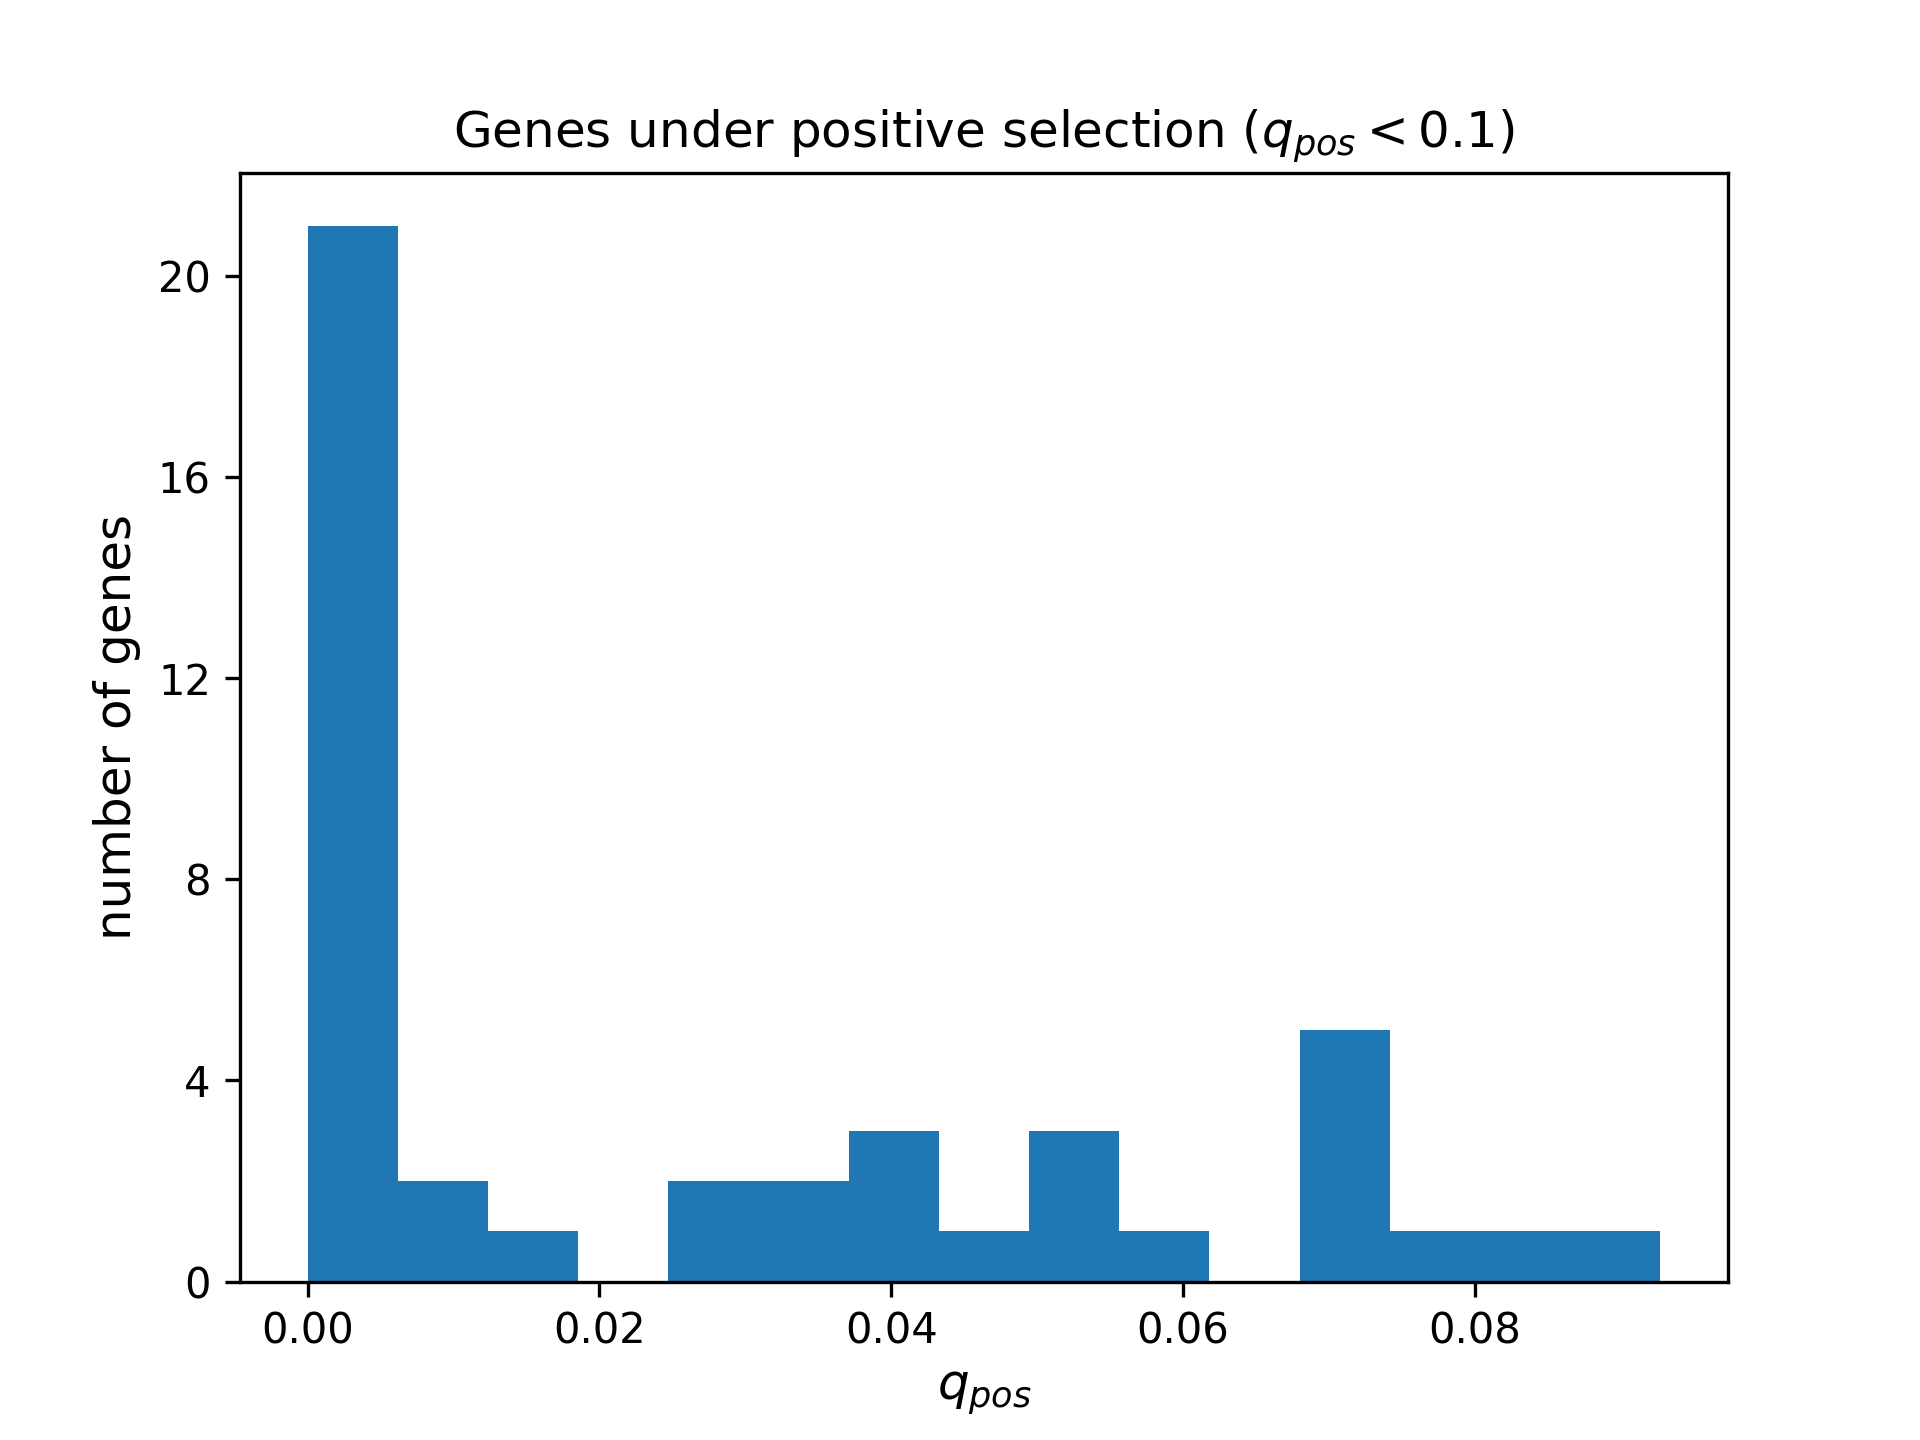 Genes under positive selection (q_pos < 0.1)
20
16
12
8
4
0
number of genes
0.00 0.02 0.04 0.06 0.08
q_pos